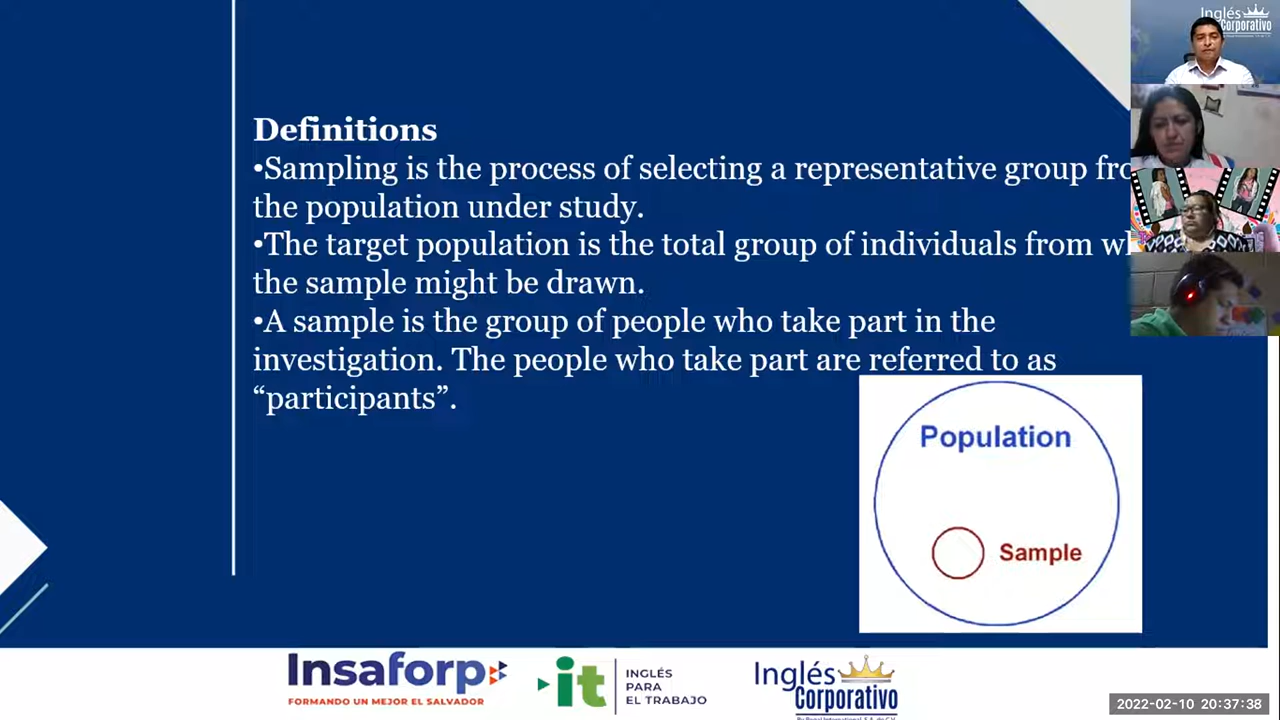 Inglés
Corporativo
Definitions
•Sampling is the process of selecting a representative group fro
the population under study.
•The target population is the total group of individuals from wh
the sample might be drawn.
•A sample is the group of people who take part in the
investigation. The people who take part are referred to as
“participants”.
Population
Sample
Insaforp
FORMANDO UN MEJOR EL SALVADOR
it
INGLÉS
PARA
EL TRABAJO
Inglés
Corporativo
2022-02-10 20:37:38